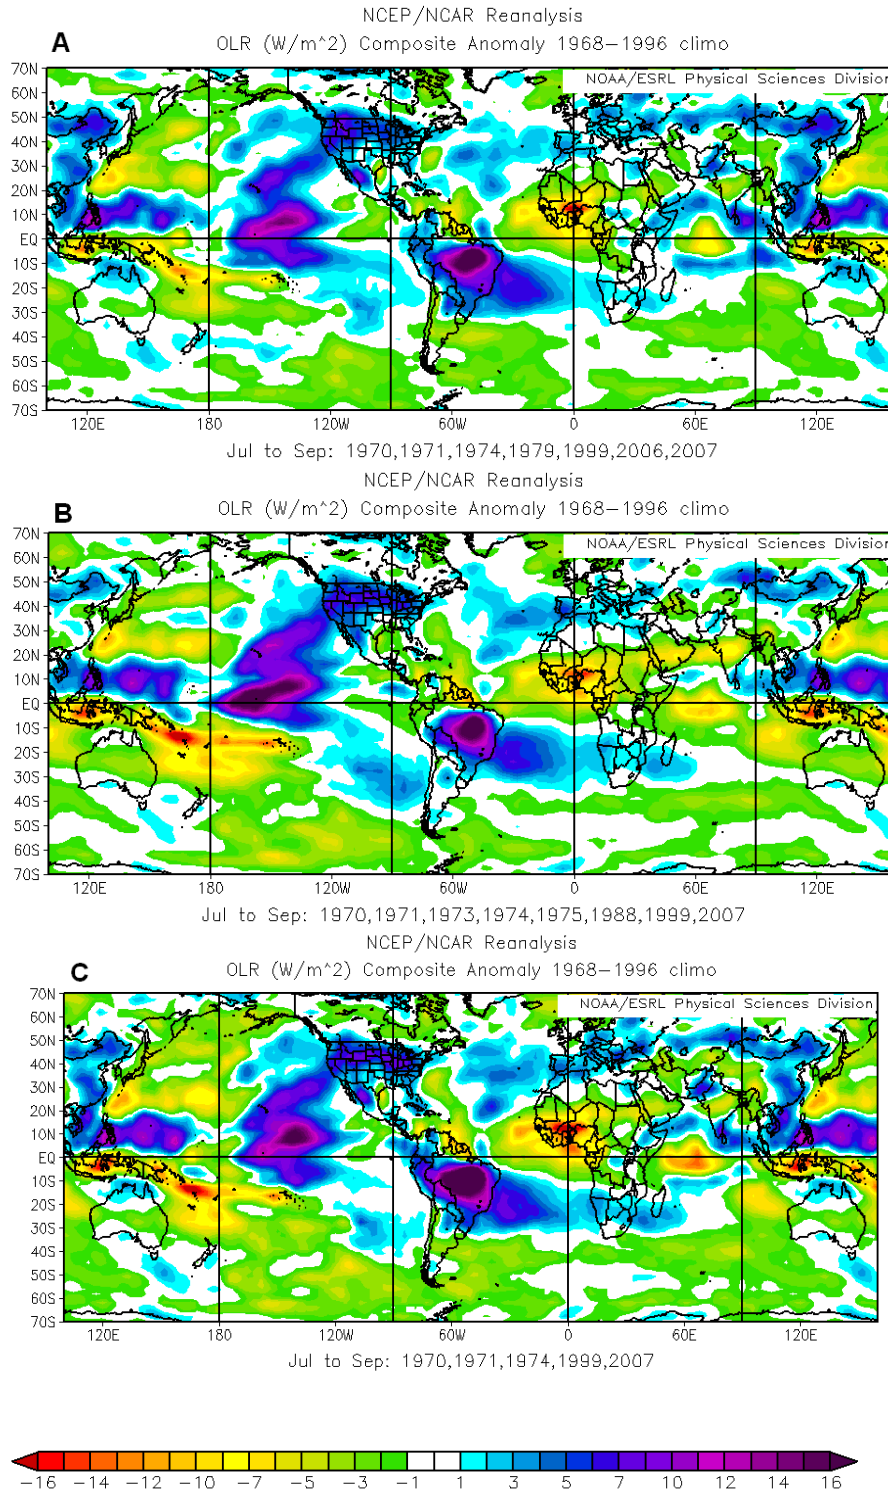 NCEP/NCAR Reanalysis
A OLR (W/m^2) Composite Anomaly 1968-1996 climo
NOAA/ESRL Physical Sciences Division
70N
60N
50N
40N
30N
20N
10N
EQ
10S
20S
30S
40S
50S
60S
70S
120E 180 120W 60W 0 60E 120E
Jul to Sep: 1970,1971,1974,1979,1999,2006,2007
NCEP/NCAR Reanalysis
B OLR (W/m^2) Composite Anomaly 1968-1996 climo
NOAA/ESRL Physical Sciences Division
70N
60N
50N
40N
30N
20N
10N
EQ
10S
20S
30S
40S
50S
60S
70S
120E 180 120W 60W 0 60E 120E
Jul to Sep: 1970,1971,1973,1974,1975,1988,1999,2007
NCEP/NCAR Reanalysis
C OLR (W/m^2) Composite Anomaly 1968-1996 climo
NOAA/ESRL Physical Sciences Division
70N
60N
50N
40N
30N
20N
10N
EQ
10S
20S
30S
40S
50S
60S
70S
120E 180 120W 60W 0 60E 120E
Jul to Sep: 1970,1971,1974,1999,2007
-16 -14 -12 -10 -7 -5 -3 -1 1 3 5 7 10 12 14 16